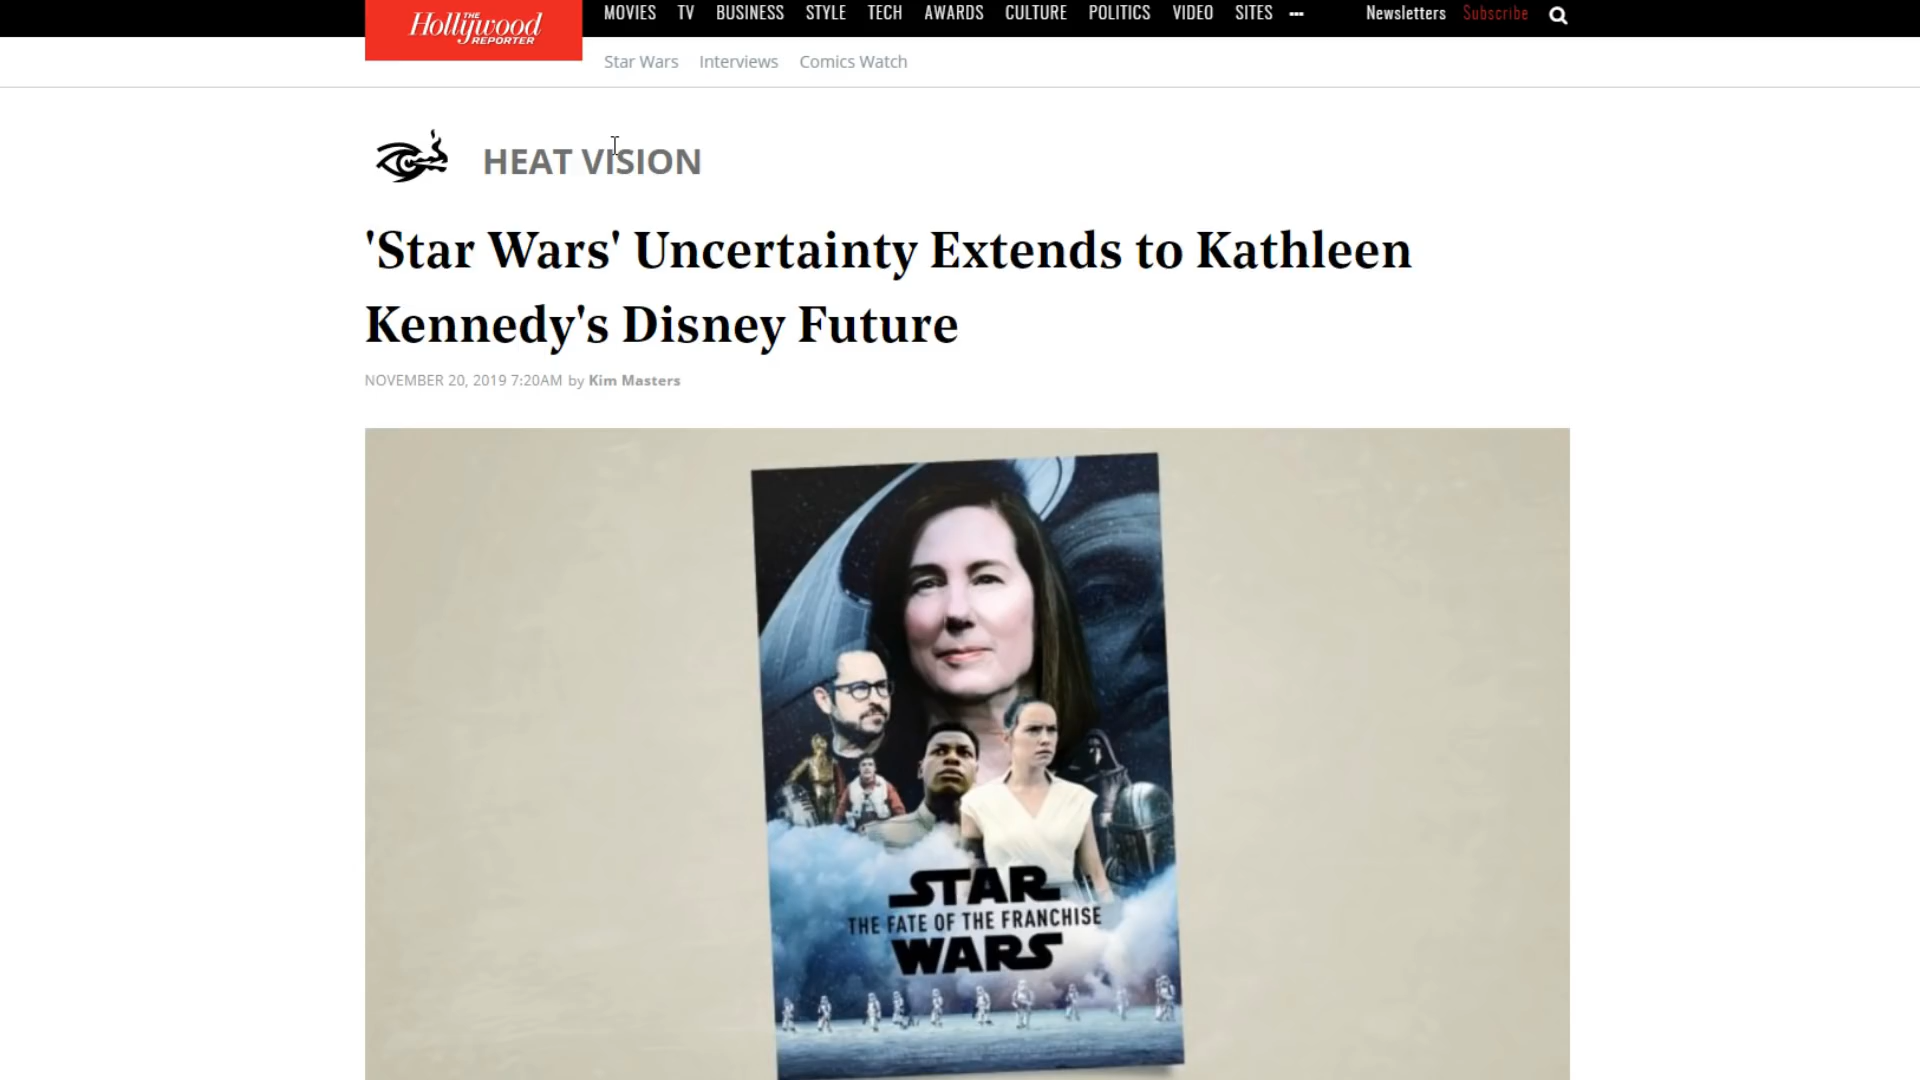 THE
Hollywood
REPORTER
MOVIES TV BUSINESS STYLE TECH AWARDS CULTURE POLITICS VIDEO SITES ••• Newsletters Subscribe
Star Wars Interviews Comics Watch
HEAT VISION
'Star Wars' Uncertainty Extends to Kathleen
Kennedy's Disney Future
NOVEMBER 20, 2019 7:20AM by Kim Masters
STAR
THE FATE OF THE FRANCHISE
WARS